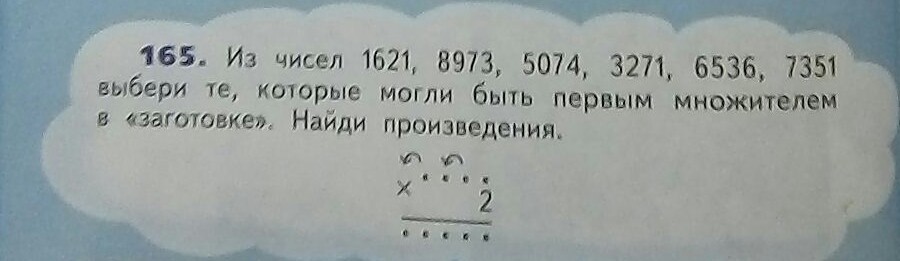 165. Из чисел 1621, 8973, 5074, 3271, 6536, 7351
выбери те, которые могли быть первым множителем
в «заготовке». Найди произведения.
× . . . .
2
. . . . .